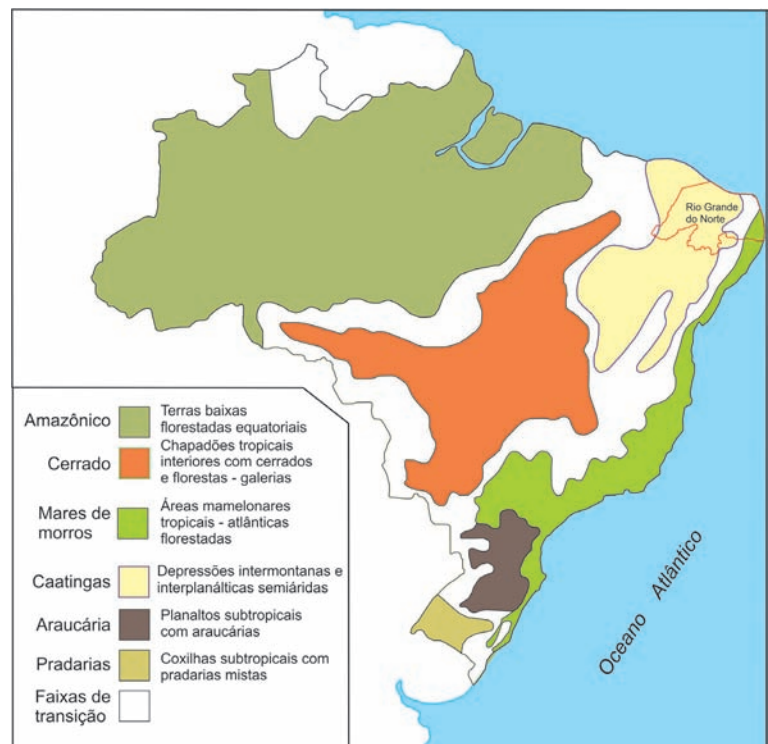 Rio Grande
do Norte
Oceano Atlântico
Amazônico
Terras baixas
florestadas equatoriais
Cerrado
Chapadões tropicais
interiores com cerrados
e florestas - galerias
Mares de
morros
Áreas mamelonares
tropicais - atlânticas
florestadas
Caatingas
Depressões intermontanas e
interplanálticas semiáridas
Araucária
Planaltos subtropicais
com araucárias
Pradarias
Coxilhas subtropicais com
pradarias mistas
Faixas de
transição